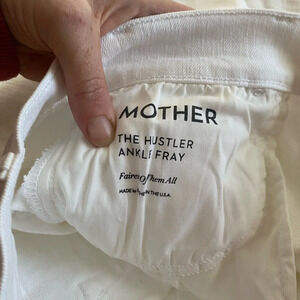 MOTHER
THE HUSTLER
ANKLE FRAY
Fairest Of Them All
MADE IN THE U.S.A.